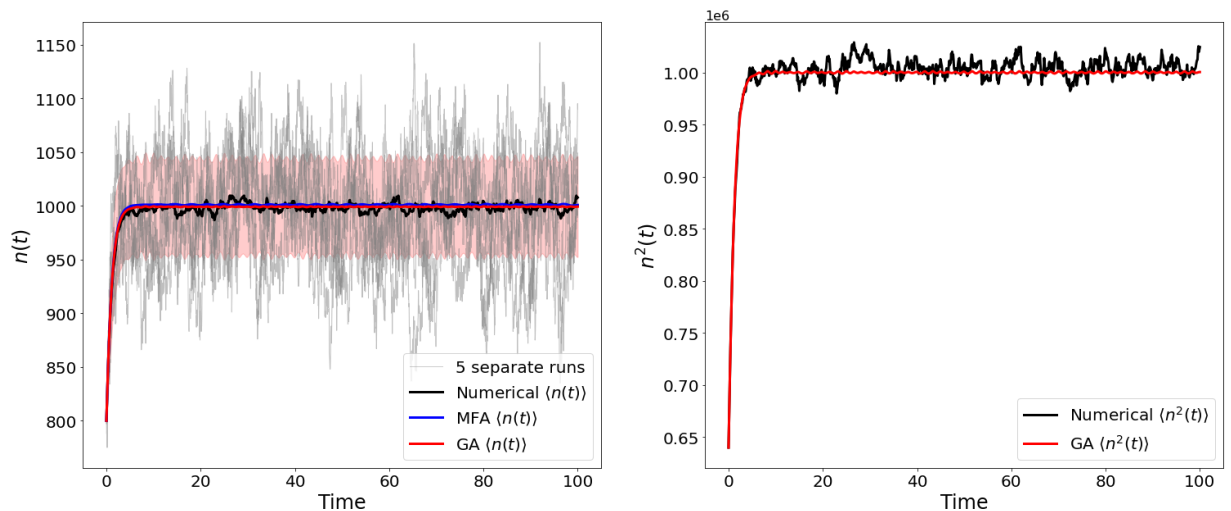 1150
1100
1050
1000
950
900
850
800
n(t)
0
20
40
60
80
100
Time
5 separate runs
Numerical ⟨n(t)⟩
MFA ⟨n(t)⟩
GA ⟨n(t)⟩
1e6
1.00
0.95
0.90
0.85
0.80
0.75
0.70
0.65
n²(t)
0
20
40
60
80
100
Time
Numerical ⟨n²(t)⟩
GA ⟨n²(t)⟩